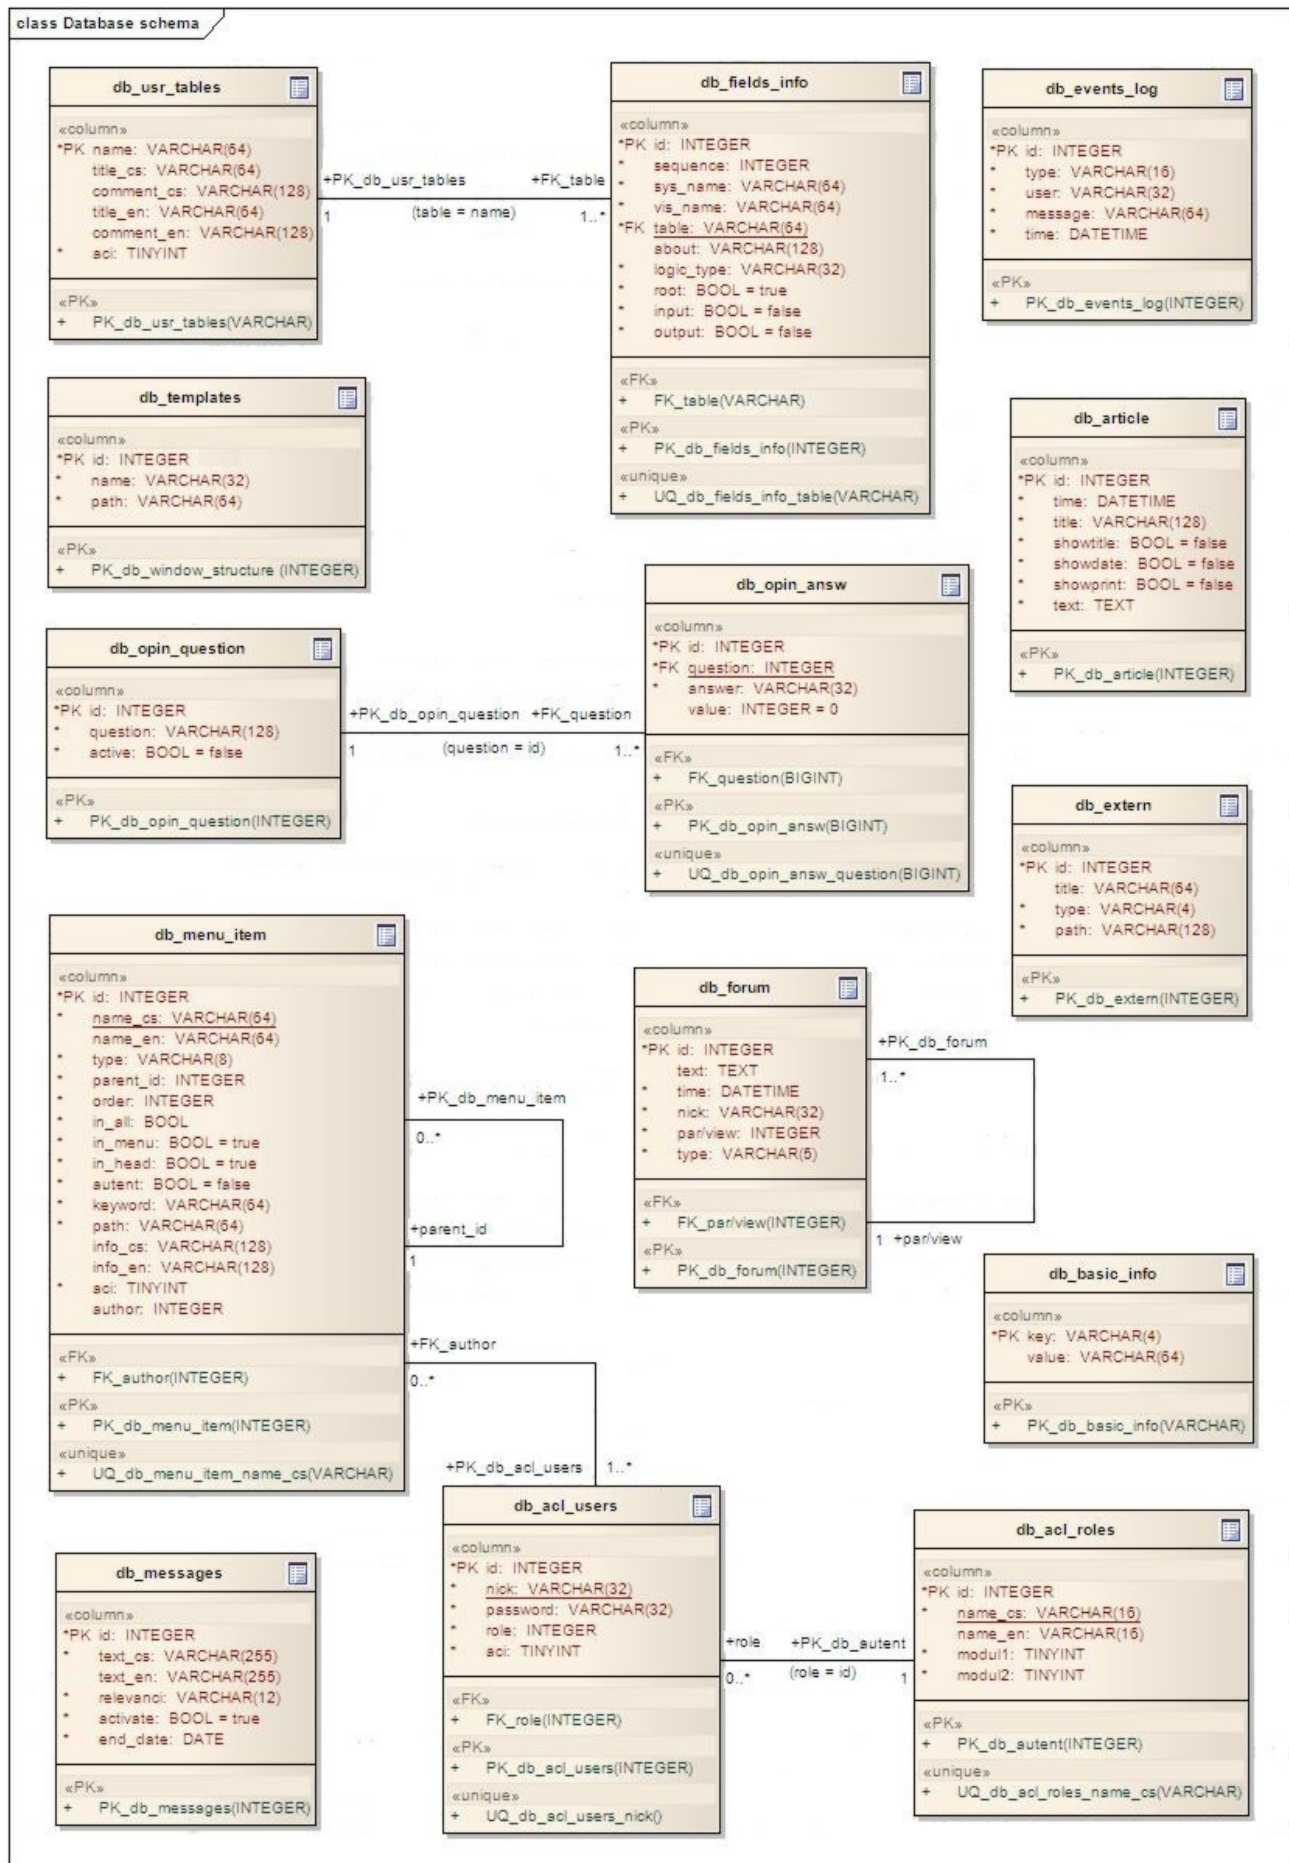 class Database schema
db_usr_tables
«column»
*PK name: VARCHAR(64)
title_cs: VARCHAR(64)
comment_cs: VARCHAR(128)
title_en: VARCHAR(64)
comment_en: VARCHAR(128)
* aci: TINYINT
«PK»
+ PK_db_usr_tables(VARCHAR)
+PK_db_usr_tables
+FK_table
1
(table = name)
1..*
db_fields_info
«column»
*PK id: INTEGER
* sequence: INTEGER
* sys_name: VARCHAR(64)
* vis_name: VARCHAR(64)
*FK table: VARCHAR(64)
about: VARCHAR(128)
* logic_type: VARCHAR(32)
* root: BOOL = true
* input: BOOL = false
* output: BOOL = false
«FK»
+ FK_table(VARCHAR)
«PK»
+ PK_db_fields_info(INTEGER)
«unique»
+ UQ_db_fields_info_table(VARCHAR)
db_events_log
«column»
*PK id: INTEGER
* type: VARCHAR(16)
* user: VARCHAR(32)
* message: VARCHAR(64)
* time: DATETIME
«PK»
+ PK_db_events_log(INTEGER)
db_templates
«column»
*PK id: INTEGER
* name: VARCHAR(32)
* path: VARCHAR(64)
«PK»
+ PK_db_window_structure (INTEGER)
db_article
«column»
*PK id: INTEGER
* time: DATETIME
* title: VARCHAR(128)
* showtitle: BOOL = false
* showdate: BOOL = false
* showprint: BOOL = false
* text: TEXT
«PK»
+ PK_db_article(INTEGER)
db_opin_question
«column»
*PK id: INTEGER
* question: VARCHAR(128)
* active: BOOL = false
«PK»
+ PK_db_opin_question(INTEGER)
+PK_db_opin_question
+FK_question
1
(question = id)
1..*
db_opin_answ
«column»
*PK id: INTEGER
*FK question: INTEGER
* answer: VARCHAR(32)
value: INTEGER = 0
«FK»
+ FK_question(BIGINT)
«PK»
+ PK_db_opin_answ(BIGINT)
«unique»
+ UQ_db_opin_answ_question(BIGINT)
db_extern
«column»
*PK id: INTEGER
title: VARCHAR(64)
* type: VARCHAR(4)
* path: VARCHAR(128)
«PK»
+ PK_db_extern(INTEGER)
db_menu_item
«column»
*PK id: INTEGER
* name_cs: VARCHAR(64)
name_en: VARCHAR(64)
* type: VARCHAR(8)
* parent_id: INTEGER
* order: INTEGER
* in_all: BOOL
* in_menu: BOOL = true
* in_head: BOOL = true
* autent: BOOL = false
* keyword: VARCHAR(64)
* path: VARCHAR(64)
info_cs: VARCHAR(128)
info_en: VARCHAR(128)
* aci: TINYINT
author: INTEGER
«FK»
+ FK_author(INTEGER)
«PK»
+ PK_db_menu_item(INTEGER)
«unique»
+ UQ_db_menu_item_name_cs(VARCHAR)
+PK_db_menu_item
0..*
+parent_id
1
+FK_author
0..*
+PK_db_acl_users
1..*
db_forum
«column»
*PK id: INTEGER
text: TEXT
* time: DATETIME
* nick: VARCHAR(32)
* par/view: INTEGER
* type: VARCHAR(5)
«FK»
+ FK_par/view(INTEGER)
«PK»
+ PK_db_forum(INTEGER)
+PK_db_forum
1..*
1 +par/view
db_basic_info
«column»
*PK key: VARCHAR(4)
value: VARCHAR(64)
«PK»
+ PK_db_basic_info(VARCHAR)
db_messages
«column»
*PK id: INTEGER
* text_cs: VARCHAR(255)
text_en: VARCHAR(255)
* relevanci: VARCHAR(12)
* activate: BOOL = true
* end_date: DATE
«PK»
+ PK_db_messages(INTEGER)
db_acl_users
«column»
*PK id: INTEGER
* nick: VARCHAR(32)
* password: VARCHAR(32)
* role: INTEGER
* aci: TINYINT
«FK»
+ FK_role(INTEGER)
«PK»
+ PK_db_acl_users(INTEGER)
«unique»
+ UQ_db_acl_users_nick()
+role
+PK_db_autent
0..*
(role = id)
1
db_acl_roles
«column»
*PK id: INTEGER
* name_cs: VARCHAR(16)
name_en: VARCHAR(16)
* modul1: TINYINT
* modul2: TINYINT
«PK»
+ PK_db_autent(INTEGER)
«unique»
+ UQ_db_acl_roles_name_cs(VARCHAR)